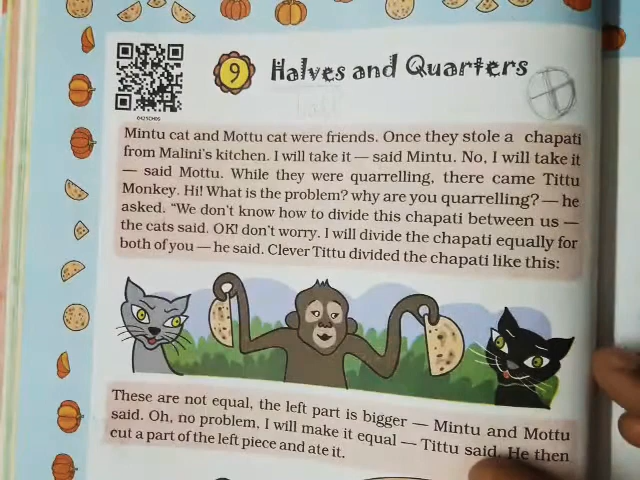 9 Halves and Quarters
0429CH09
Mintu cat and Mottu cat were friends. Once they stole a chapati
from Malini's kitchen. I will take it — said Mintu. No, I will take it
— said Mottu. While they were quarrelling, there came Tittu
Monkey. Hi! What is the problem? why are you quarrelling? — he
asked. “We don't know how to divide this chapati between us —
the cats said. OK! don't worry. I will divide the chapati equally for
both of you — he said. Clever Tittu divided the chapati like this:
These are not equal, the left part is bigger — Mintu and Mottu
said. Oh, no problem, I will make it equal — Tittu said. He then
cut a part of the left piece and ate it.